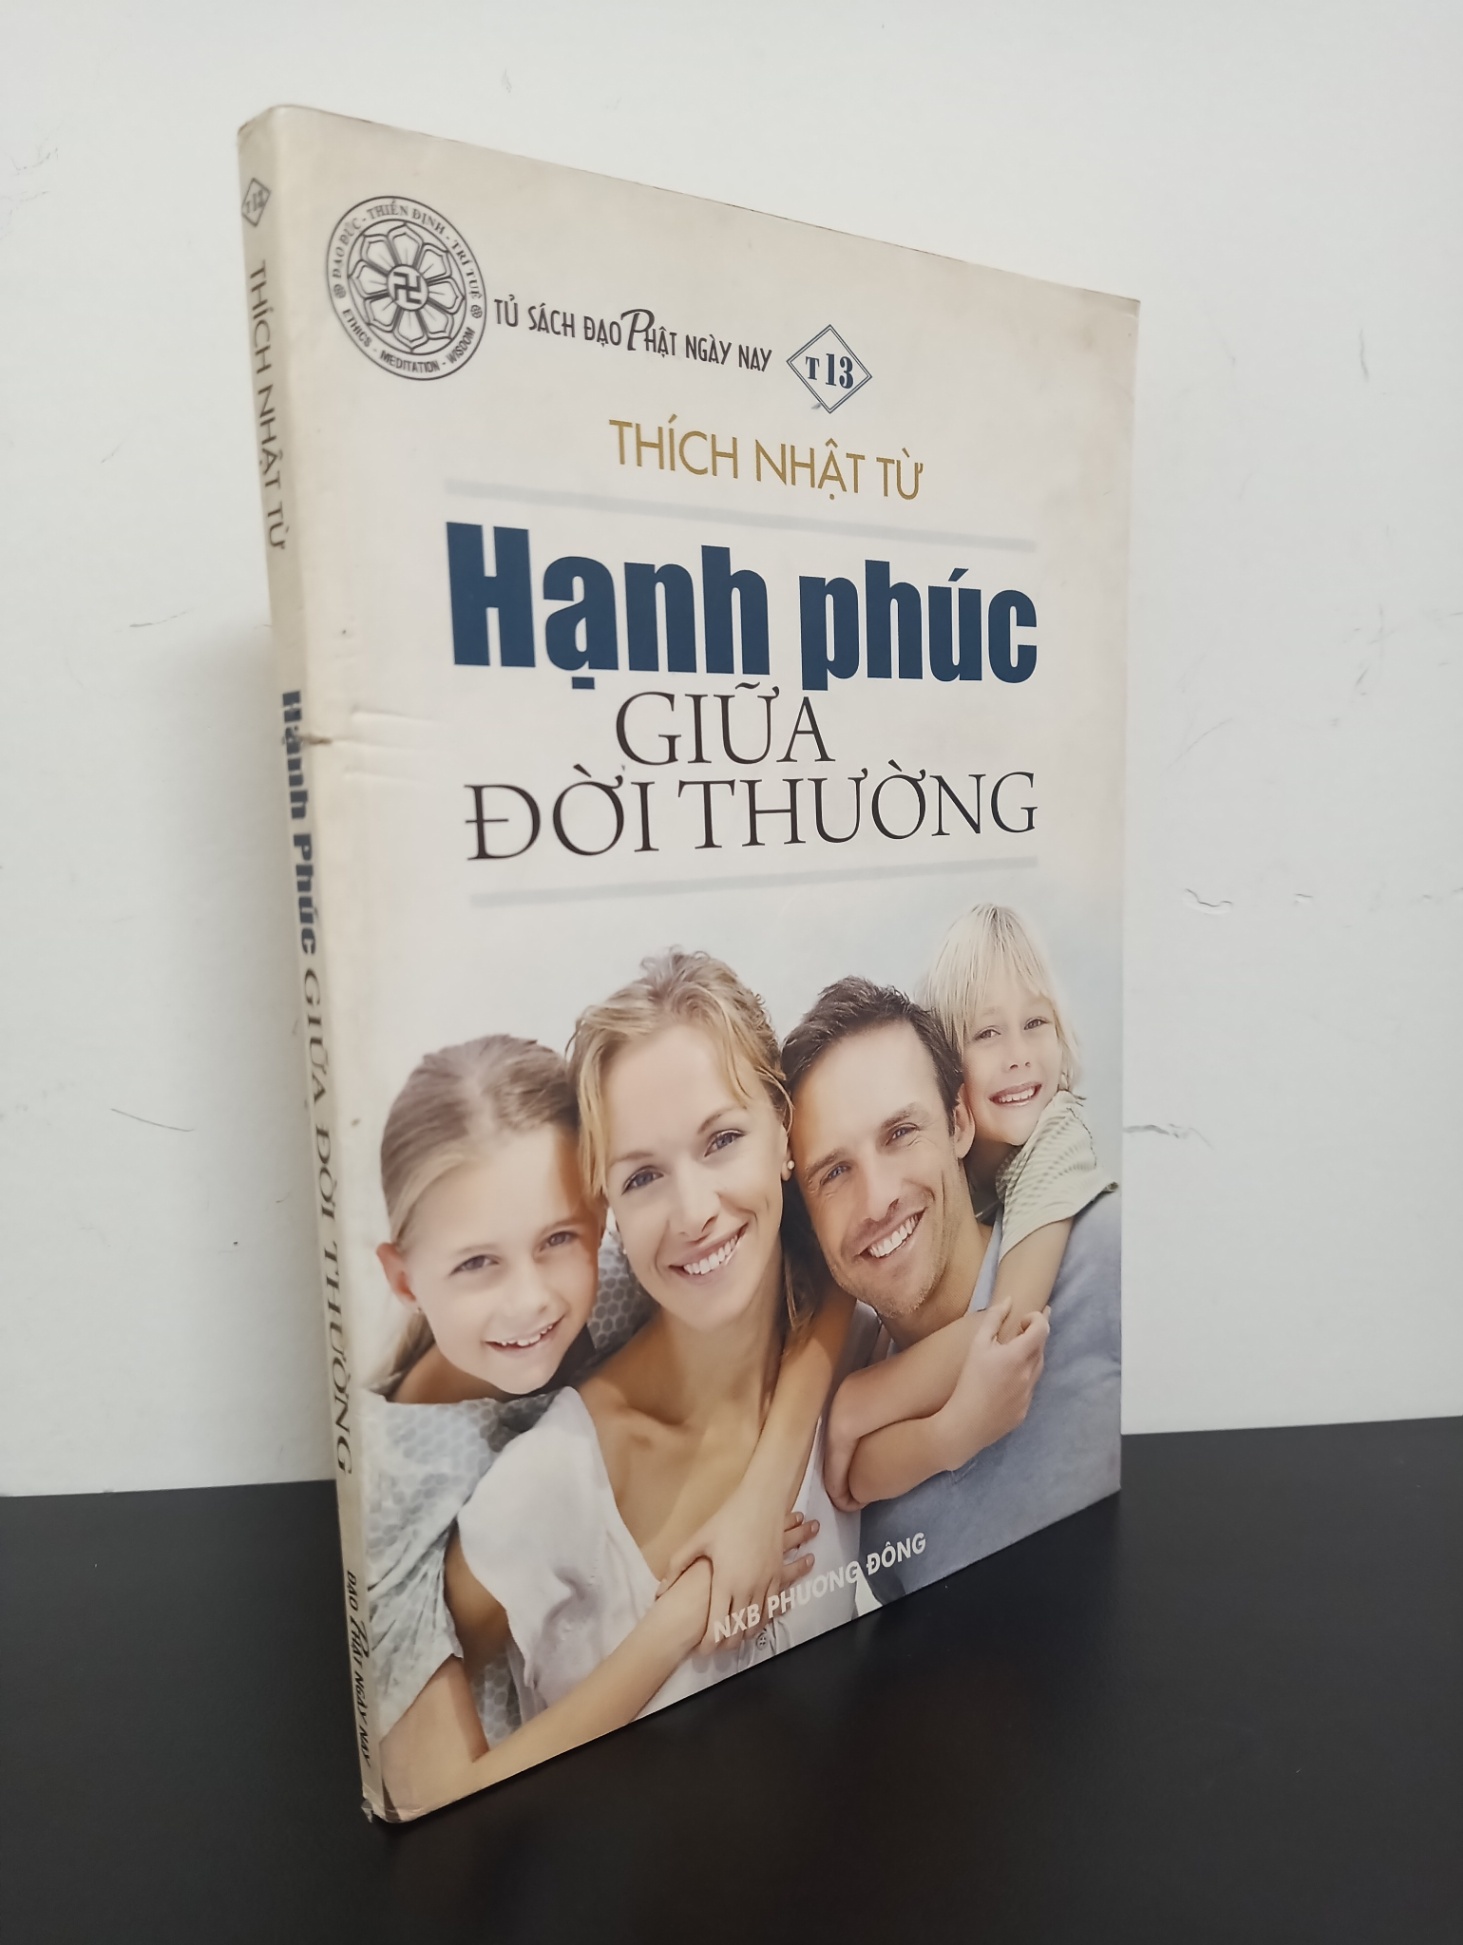 ĐẠO ĐỨC - THIỀN ĐỊNH - TRÍ TUỆ
ETHICS - MEDITATION - WISDOM
TỦ SÁCH ĐẠO PHẬT NGÀY NAY
T13
THÍCH NHẬT TỪ
Hạnh phúc
GIỮA
ĐỜI THƯỜNG
NXB PHƯƠNG ĐÔNG
T13
THÍCH NHẬT TỪ
Hạnh phúc GIỮA ĐỜI THƯỜNG
ĐẠO PHẬT NGÀY NAY